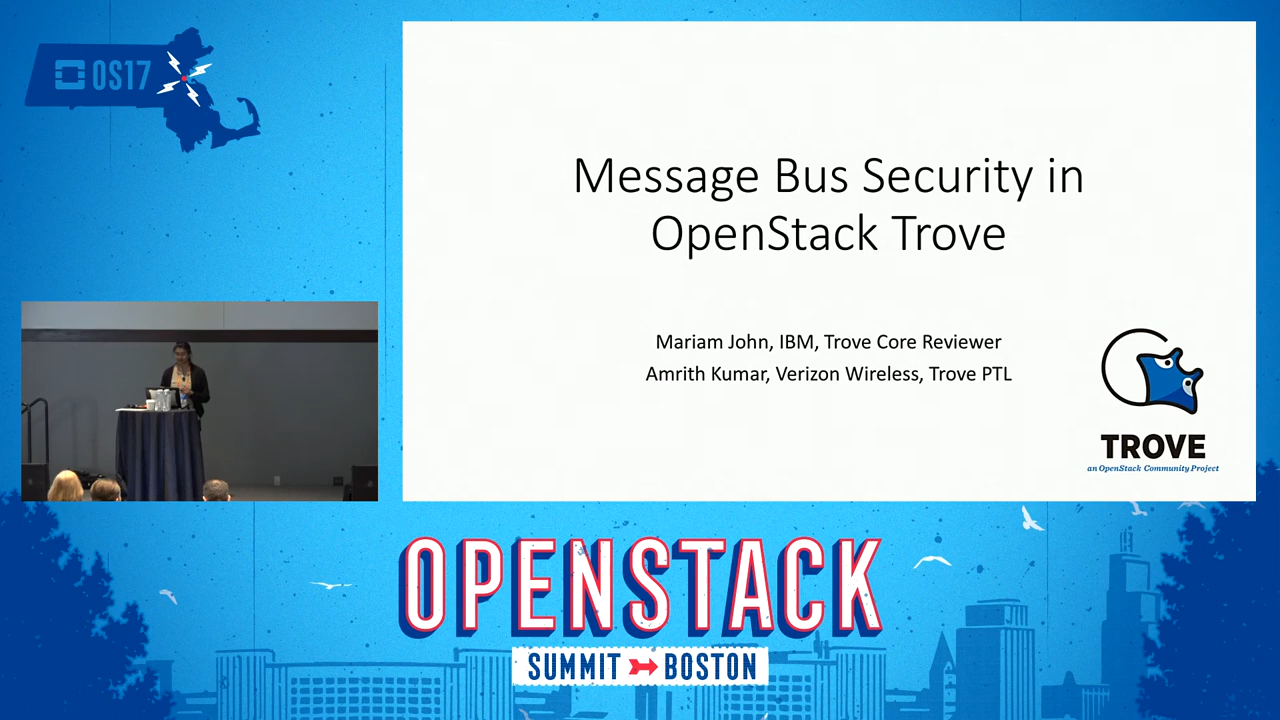 OS17
Message Bus Security in
OpenStack Trove
Mariam John, IBM, Trove Core Reviewer
Amrith Kumar, Verizon Wireless, Trove PTL
TROVE
an OpenStack Community Project
OPENSTACK
SUMMIT BOSTON